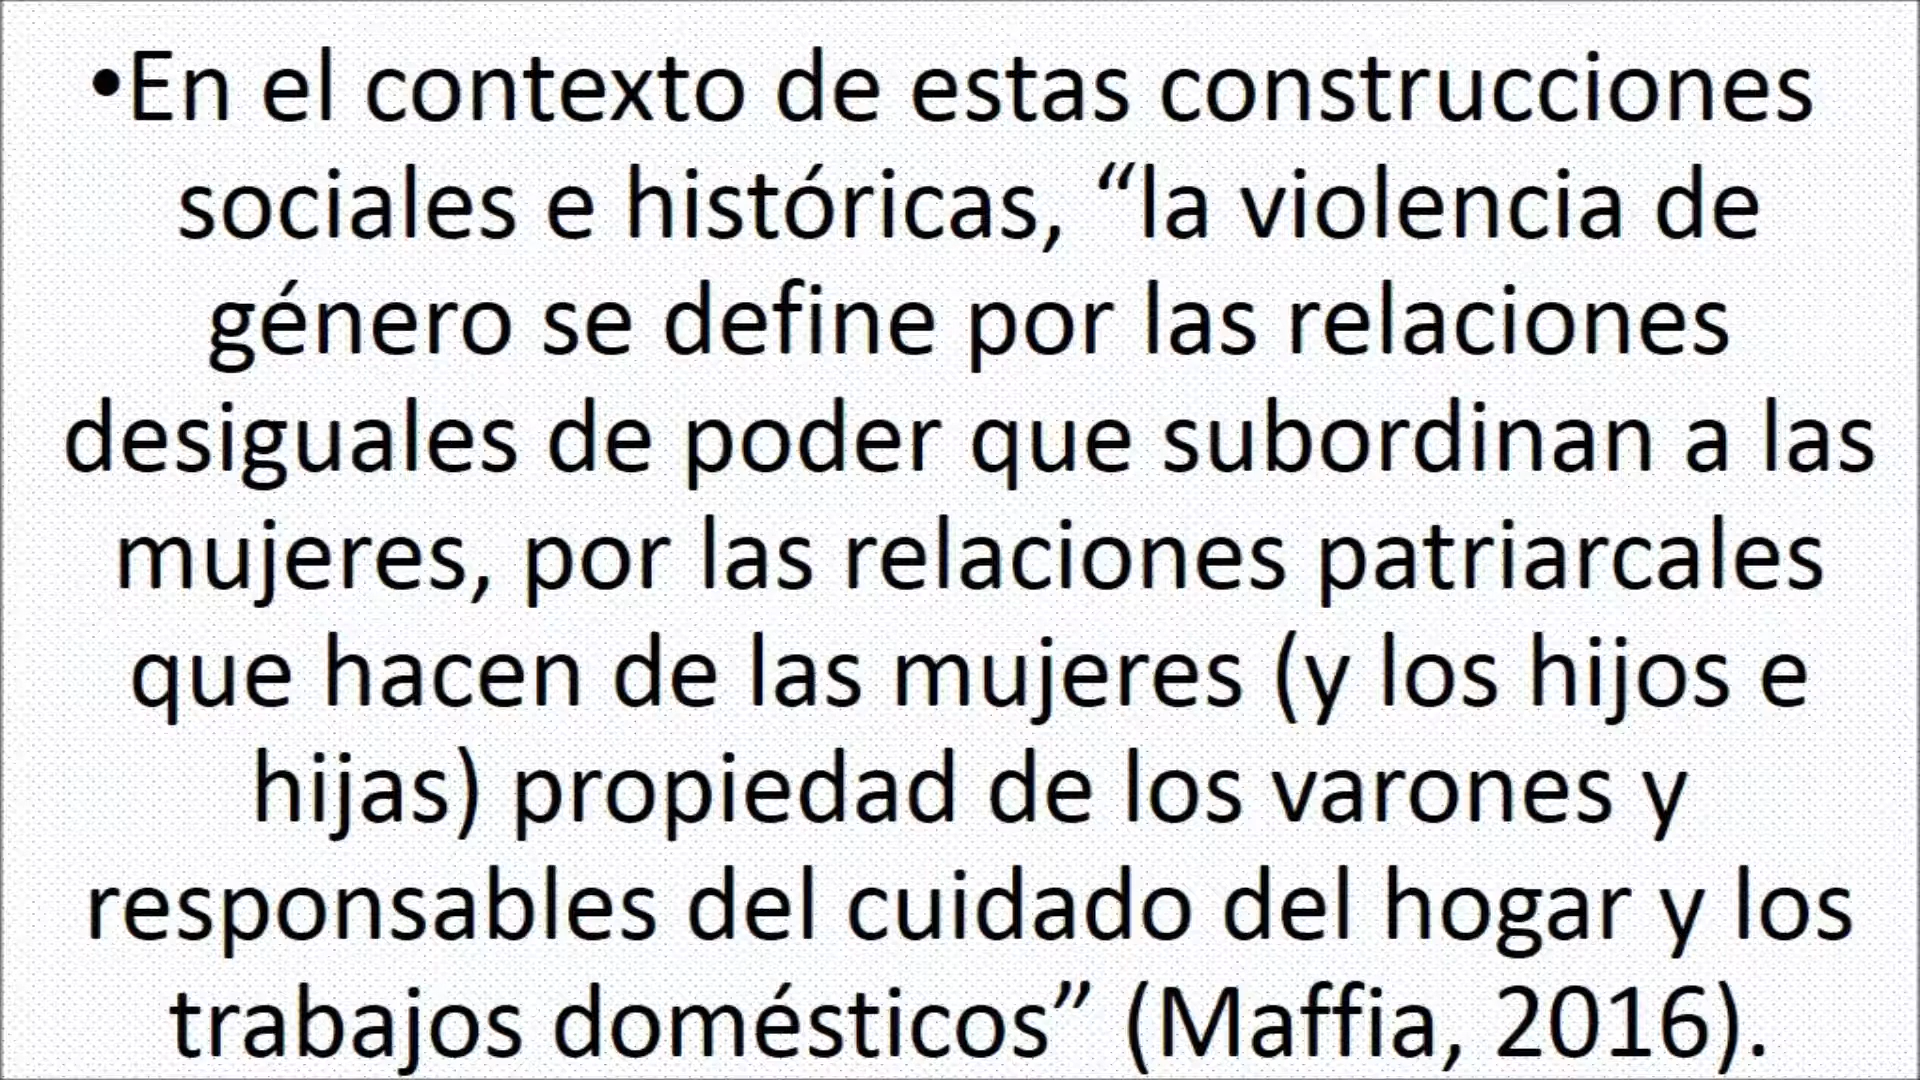 •En el contexto de estas construcciones
sociales e históricas, “la violencia de
género se define por las relaciones
desiguales de poder que subordinan a las
mujeres, por las relaciones patriarcales
que hacen de las mujeres (y los hijos e
hijas) propiedad de los varones y
responsables del cuidado del hogar y los
trabajos domésticos” (Maffia, 2016).